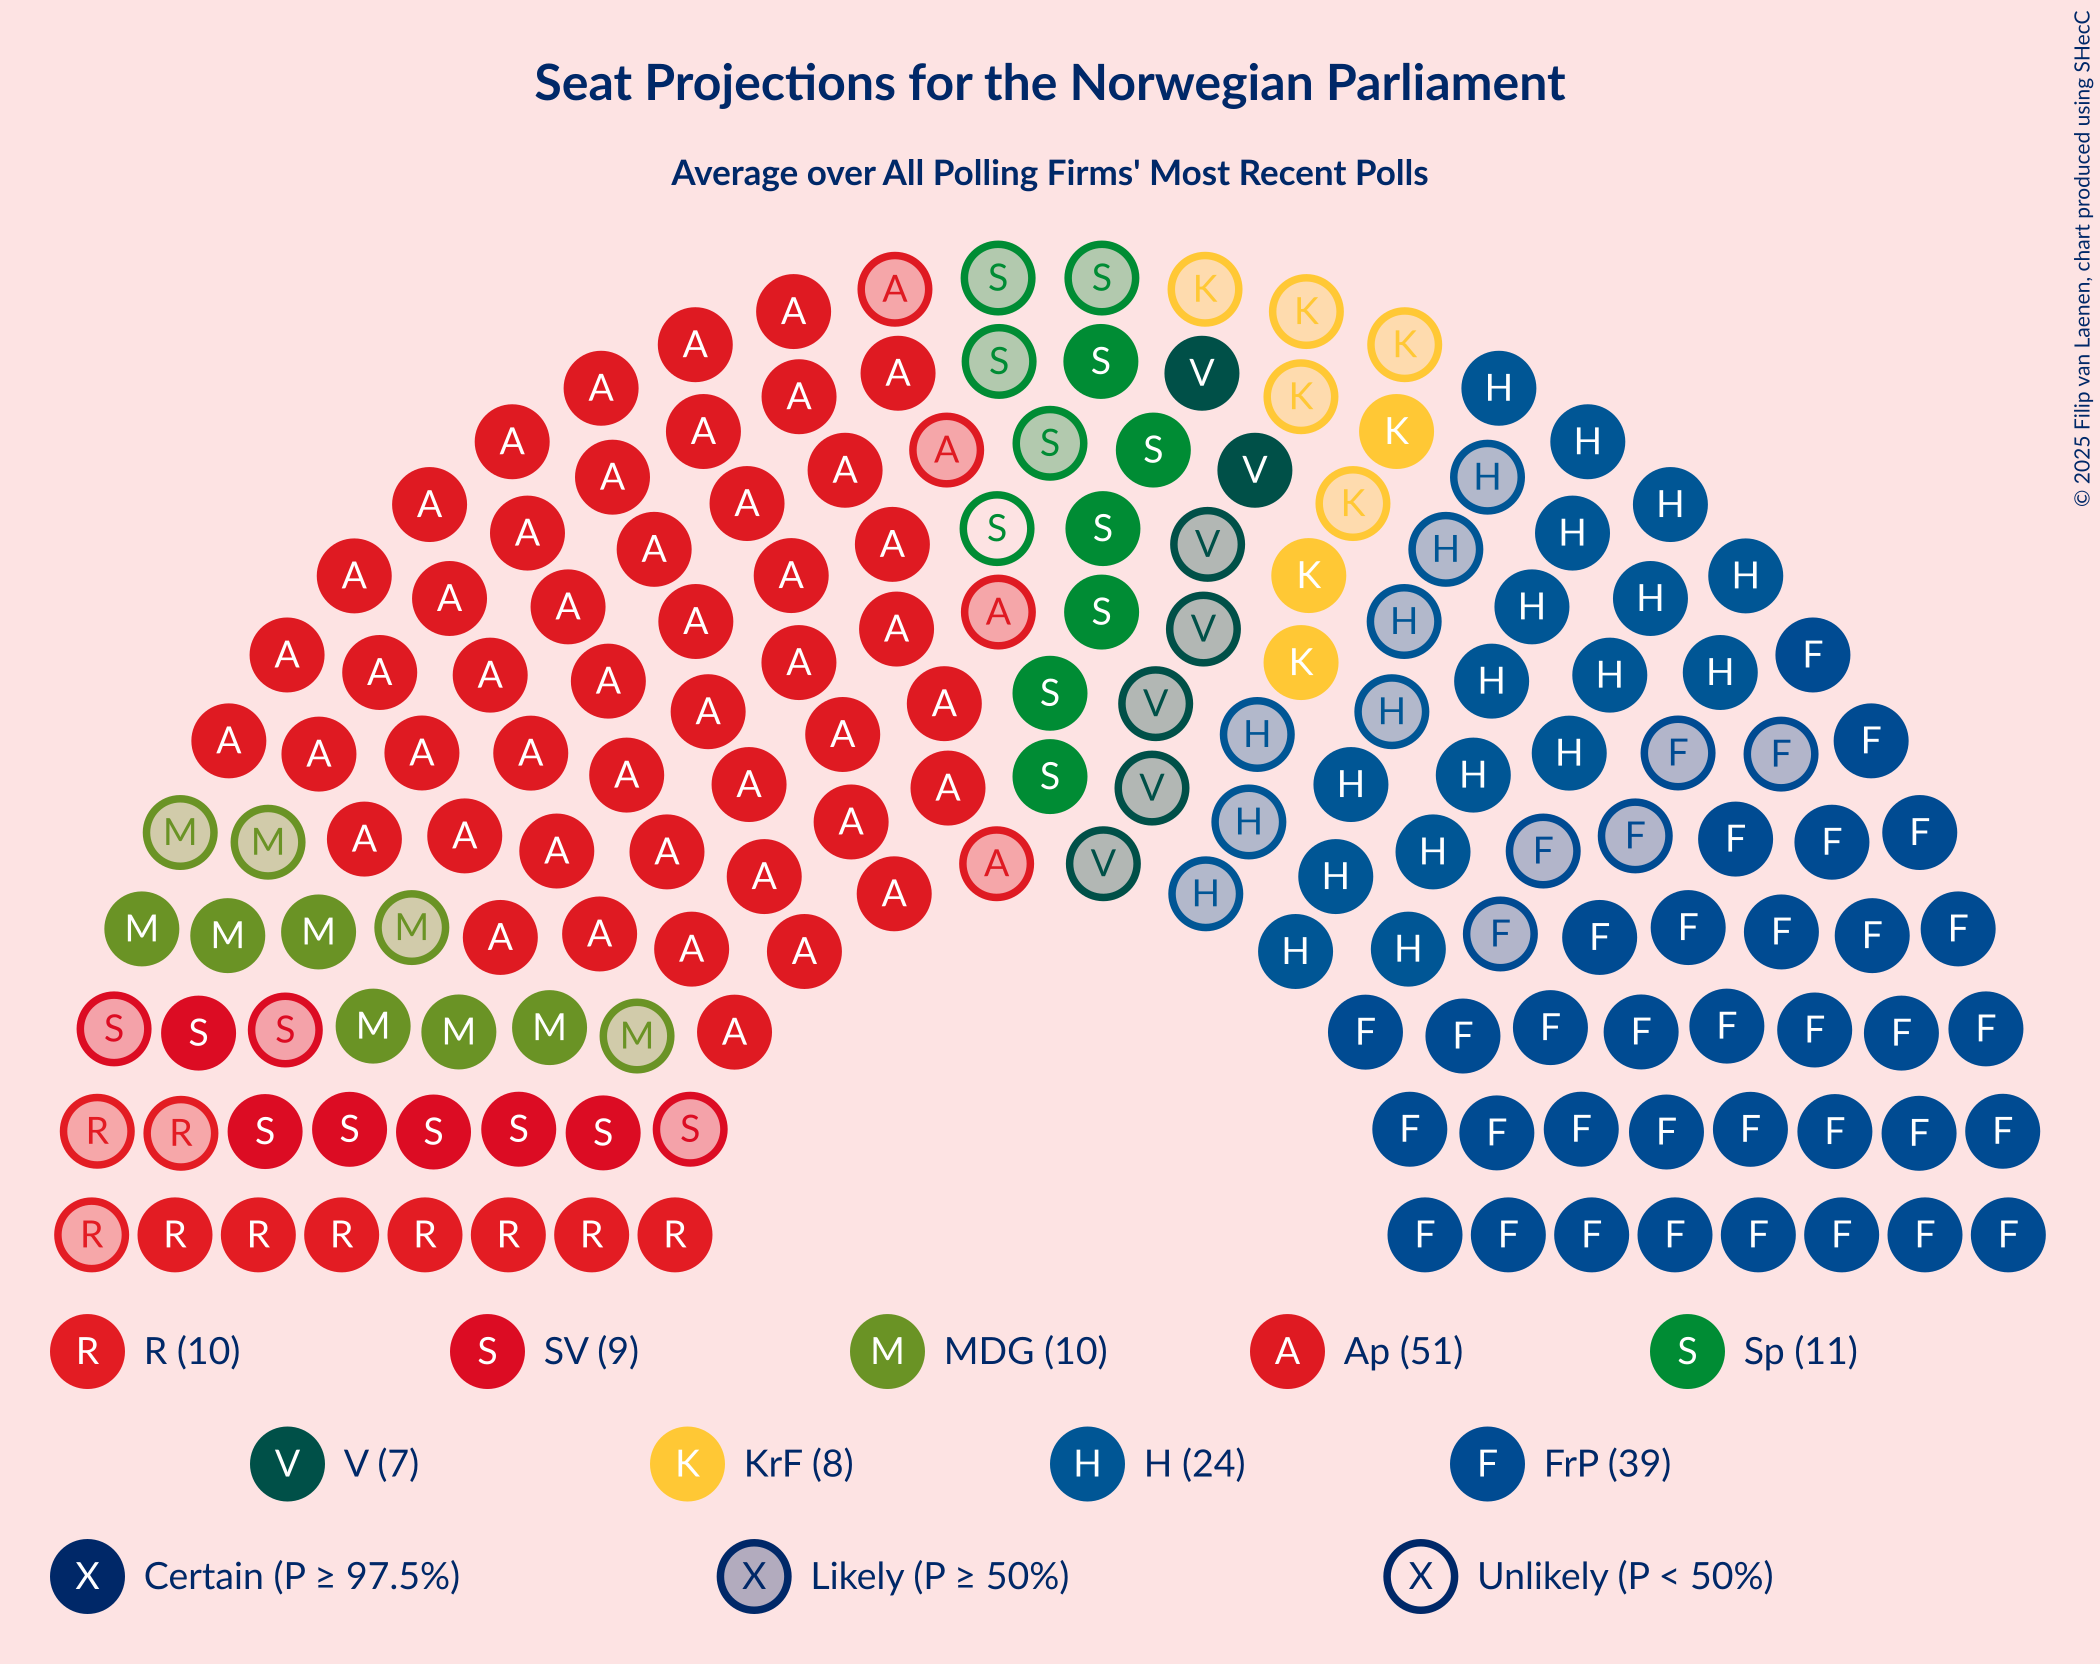 Seat Projections for the Norwegian Parliament
Average over All Polling Firms' Most Recent Polls
© 2025 Filip van Laenen, chart produced using SHecC
A S S K
A K
A A K
A A S S V H
A A K K
A A S S H
A A A V H
A A K H
A A S S V H
A A A K H H
A A A S V H H
A A A K H F
A A A A S V H H H
A A A A H H H F
A A A A S V H H H F F
A A A A H H
M M A A A A A V H H F F F F F
M M M M A A A A H H F F F F F F
S S S M M M M A F F F F F F F F
R R S S S S S S F F F F F F F F
R R R R R R R R F F F F F F F F
R R (10) S SV (9) M MDG (10) A Ap (51) S Sp (11)
V V (7) K KrF (8) H H (24) F FrP (39)
X Certain (P ≥ 97.5%) X Likely (P ≥ 50%) X Unlikely (P < 50%)